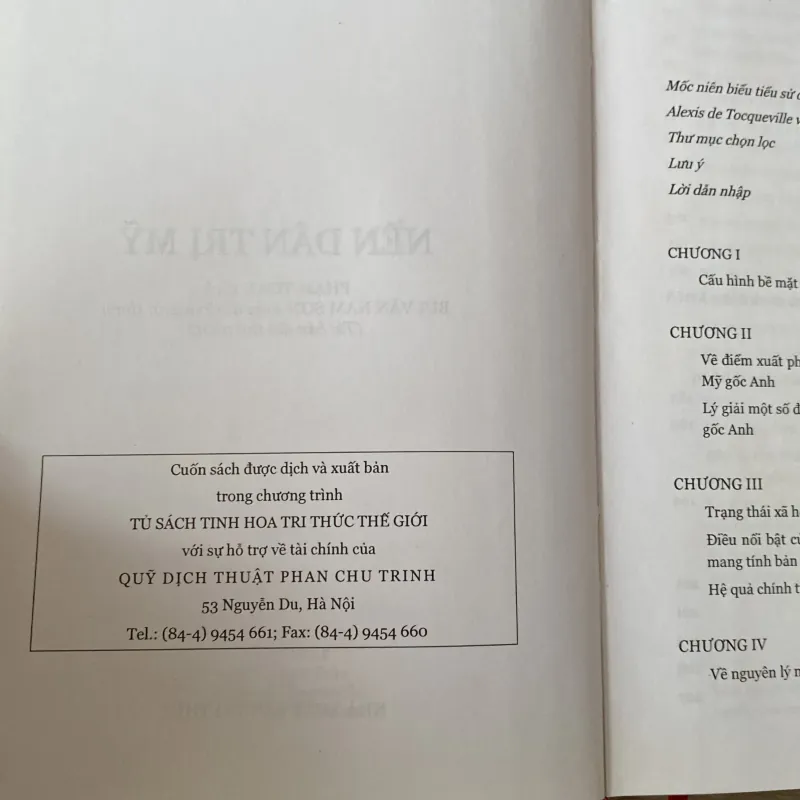 NỀN DÂN TRỊ MỸ
Cuốn sách được dịch và xuất bản
trong chương trình
TỦ SÁCH TINH HOA TRI THỨC THẾ GIỚI
với sự hỗ trợ về tài chính của
QUỸ DỊCH THUẬT PHAN CHU TRINH
53 Nguyễn Du, Hà Nội
Tel.: (84-4) 9454 661; Fax: (84-4) 9454 660
Mốc niên biểu tiểu sử
Alexis de Tocqueville
Thư mục chọn lọc
Lưu ý
Lời dẫn nhập
CHƯƠNG I
Cấu hình bề mặt
CHƯƠNG II
Về điểm xuất
Mỹ gốc Anh
Lý giải một số
gốc Anh
CHƯƠNG III
Trạng thái xã
Điều nổi bật
mang tính bản
Hệ quả chính
CHƯƠNG IV
Về nguyên lý